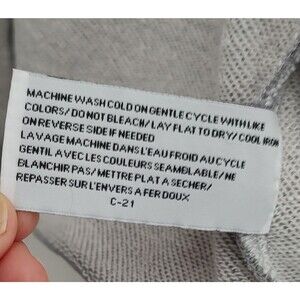 MACHINE WASH COLD ON GENTLE CYCLE WITH LIKE
COLORS/ DO NOT BLEACH/ LAY FLAT TO DRY/ COOL IRON
ON REVERSE SIDE IF NEEDED
LAVAGE MACHINE DANS L'EAU FROID AU CYCLE
GENTIL AVEC LES COULEURS SEAMBLABLE/NE
BLANCHIR PAS/ METTRE PLAT A SECHER/
REPASSER SUR L'ENVERS A FER DOUX
C-21